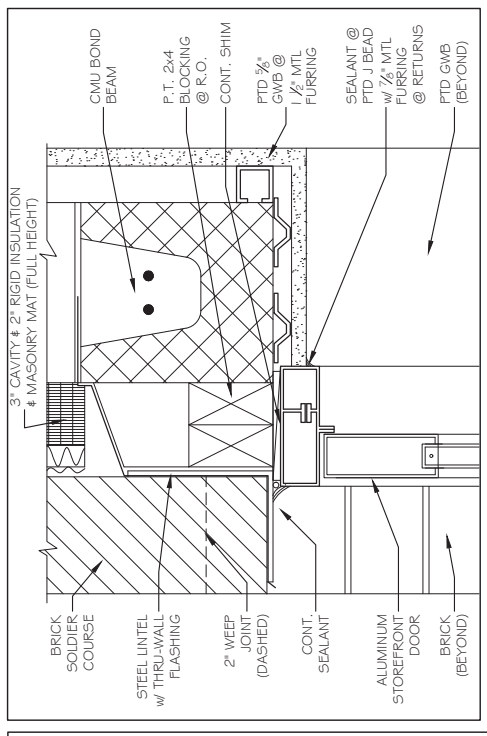 3" CAVITY & 2" RIGID INSULATION
& MASONRY MAT (FULL HEIGHT)
BRICK
SOLDIER
COURSE
STEEL LINTEL
w/ THRU-WALL
FLASHING
2" WEEP
JOINT
(DASHED)
CONT.
SEALANT
ALUMINUM
STOREFRONT
DOOR
BRICK
(BEYOND)
CMU BOND
BEAM
P.T. 2x4
BLOCKING
@ R.O.
CONT. SHIM
PTD 5/8"
GWB @
1 1/2" MTL
FURRING
SEALANT @
PTD J BEAD
w/ 7/8" MTL
FURRING
@ RETURNS
PTD GWB
(BEYOND)